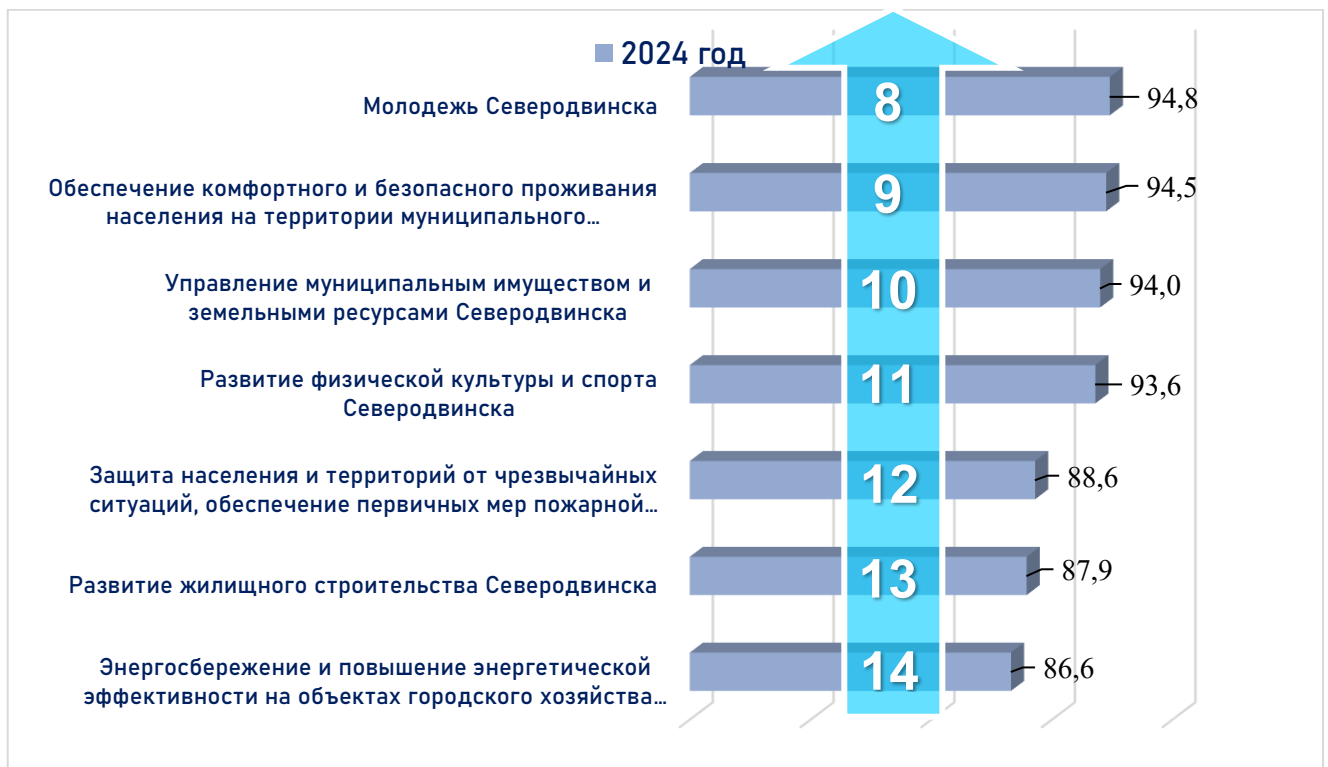 2024 год
Молодежь Северодвинска
8
94,8
Обеспечение комфортного и безопасного проживания
населения на территории муниципального…
9
94,5
Управление муниципальным имуществом и
земельными ресурсами Северодвинска
10
94,0
Развитие физической культуры и спорта
Северодвинска
11
93,6
Защита населения и территорий от чрезвычайных
ситуаций, обеспечение первичных мер пожарной…
12
88,6
Развитие жилищного строительства Северодвинска
13
87,9
Энергосбережение и повышение энергетической
эффективности на объектах городского хозяйства…
14
86,6